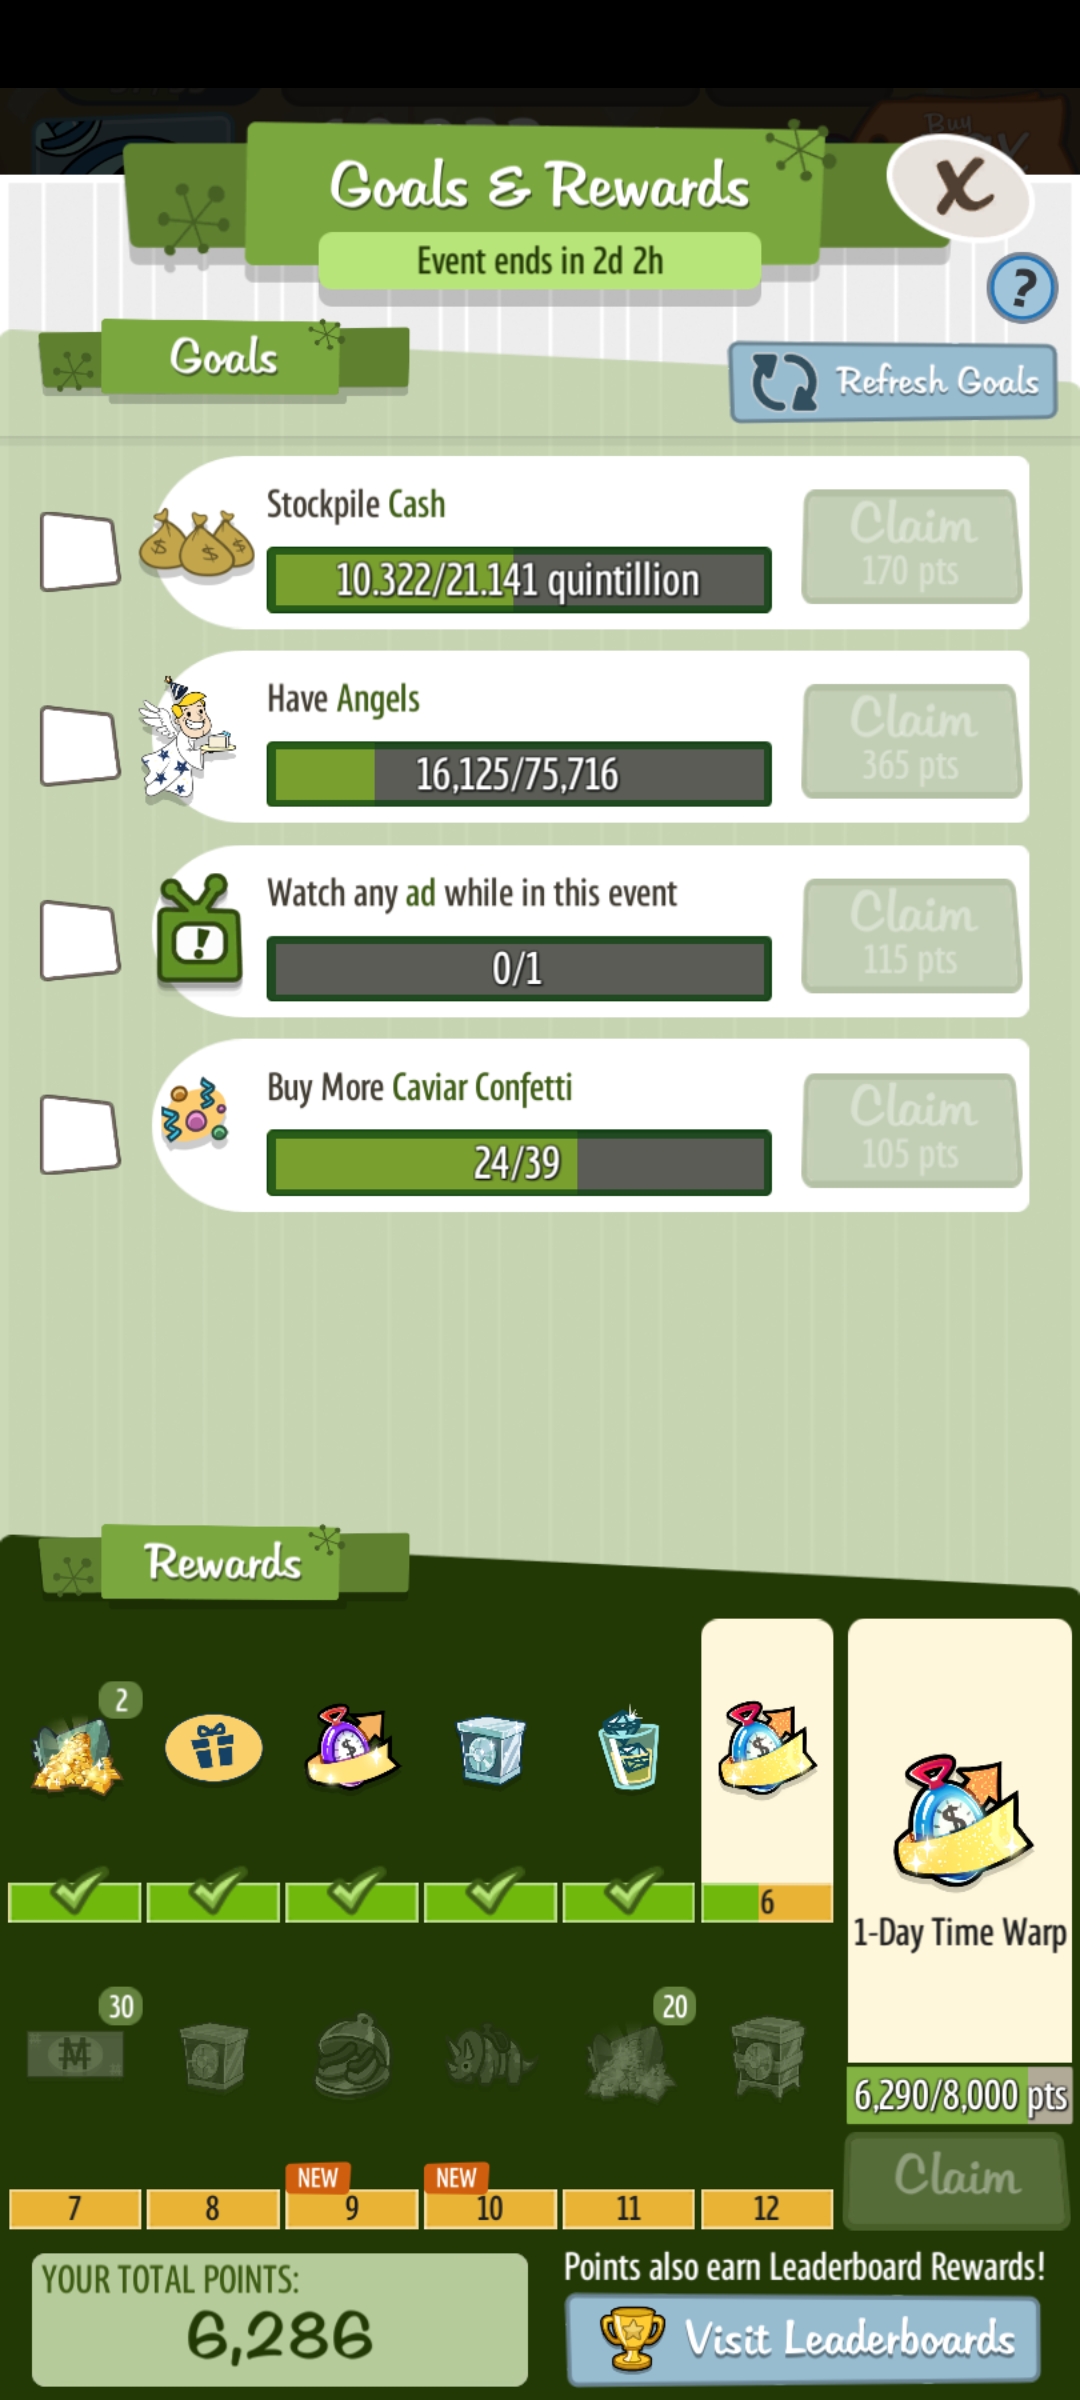 Buy
Goals & Rewards
X
Event ends in 2d 2h
?
Goals
Refresh Goals
Stockpile Cash
10.322/21.141 quintillion
Claim
170 pts
Have Angels
16,125/75,716
Claim
365 pts
Watch any ad while in this event
0/1
Claim
115 pts
Buy More Caviar Confetti
24/39
Claim
105 pts
Rewards
2
6
1-Day Time Warp
30
20
6,290/8,000 pts
NEW
NEW
7
8
9
10
11
12
Claim
YOUR TOTAL POINTS:
6,286
Points also earn Leaderboard Rewards!
Visit Leaderboards